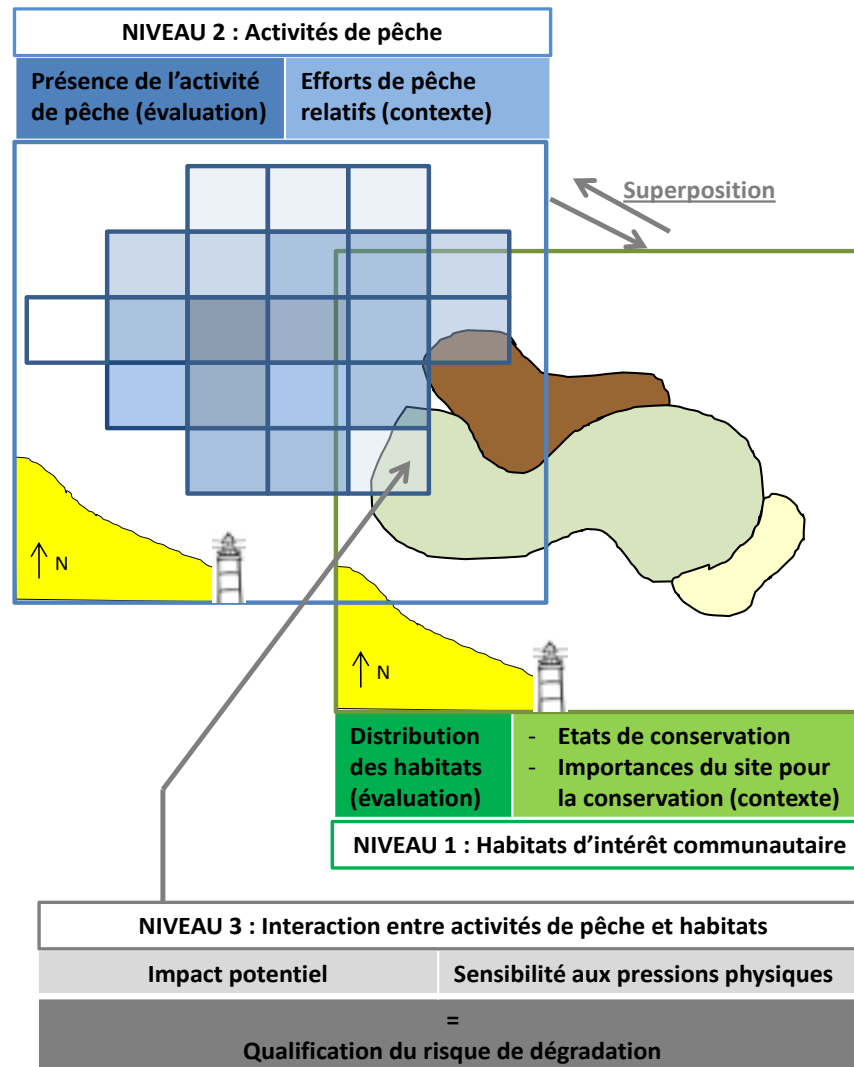 NIVEAU 2 : Activités de pêche
Présence de l'activité
de pêche (évaluation)
Efforts de pêche
relatifs (contexte)
Superposition
N
N
Distribution
des habitats
(évaluation)
- Etats de conservation
- Importances du site pour
la conservation (contexte)
NIVEAU 1 : Habitats d'intérêt communautaire
NIVEAU 3 : Interaction entre activités de pêche et habitats
Impact potentiel
Sensibilité aux pressions physiques
=
Qualification du risque de dégradation